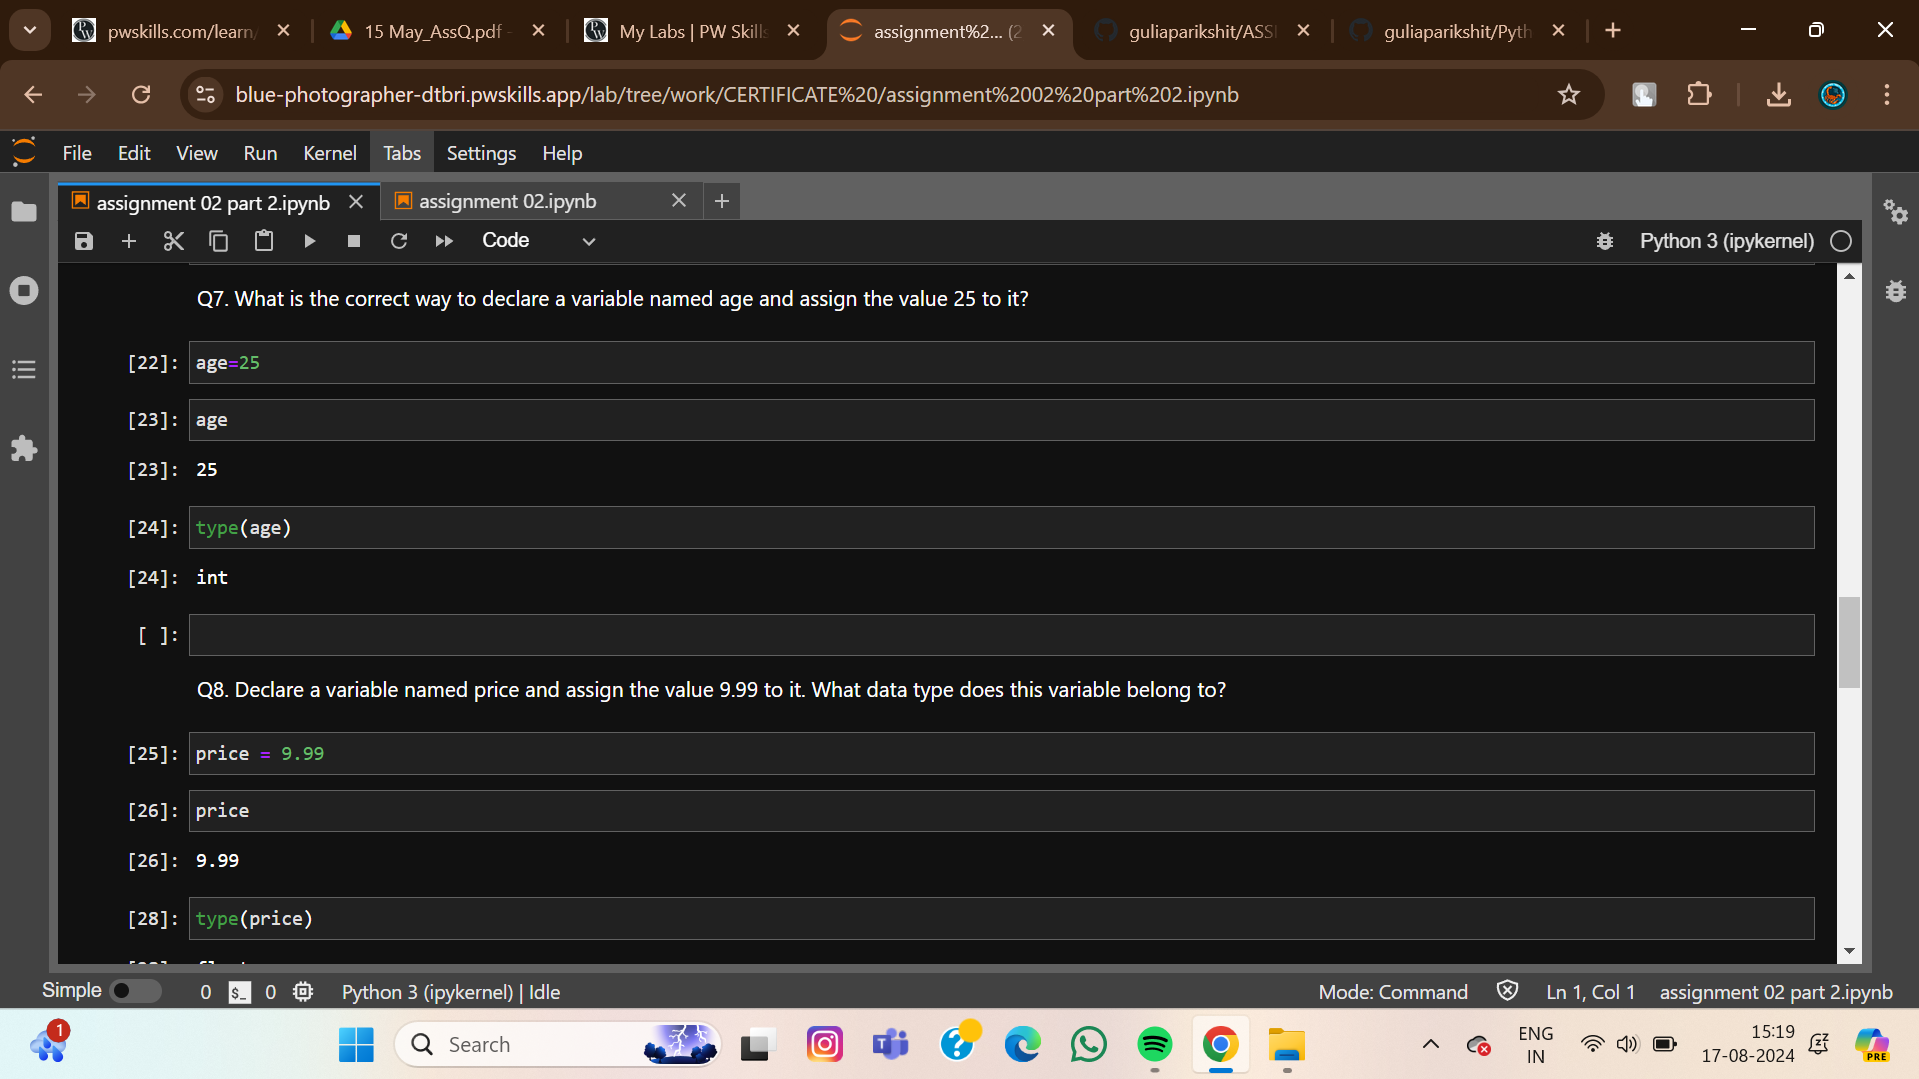 pwskills.com/learn/
15 May_AssQ.pdf -
My Labs | PW Skills
assignment%2... (2
guliaparikshit/ASSI
guliaparikshit/Pyth
blue-photographer-dtbri.pwskills.app/lab/tree/work/CERTIFICATE%20/assignment%2002%20part%202.ipynb
File Edit View Run Kernel Tabs Settings Help
assignment 02 part 2.ipynb
assignment 02.ipynb
Code
Python 3 (ipykernel)
Q7. What is the correct way to declare a variable named age and assign the value 25 to it?
[22]: age=25
[23]: age
[23]: 25
[24]: type(age)
[24]: int
[ ]:
Q8. Declare a variable named price and assign the value 9.99 to it. What data type does this variable belong to?
[25]: price = 9.99
[26]: price
[26]: 9.99
[28]: type(price)
Simple 0 $_ 0 Python 3 (ipykernel) | Idle
Mode: Command Ln 1, Col 1 assignment 02 part 2.ipynb
1
Search
ENG
IN
15:19
17-08-2024
PRE